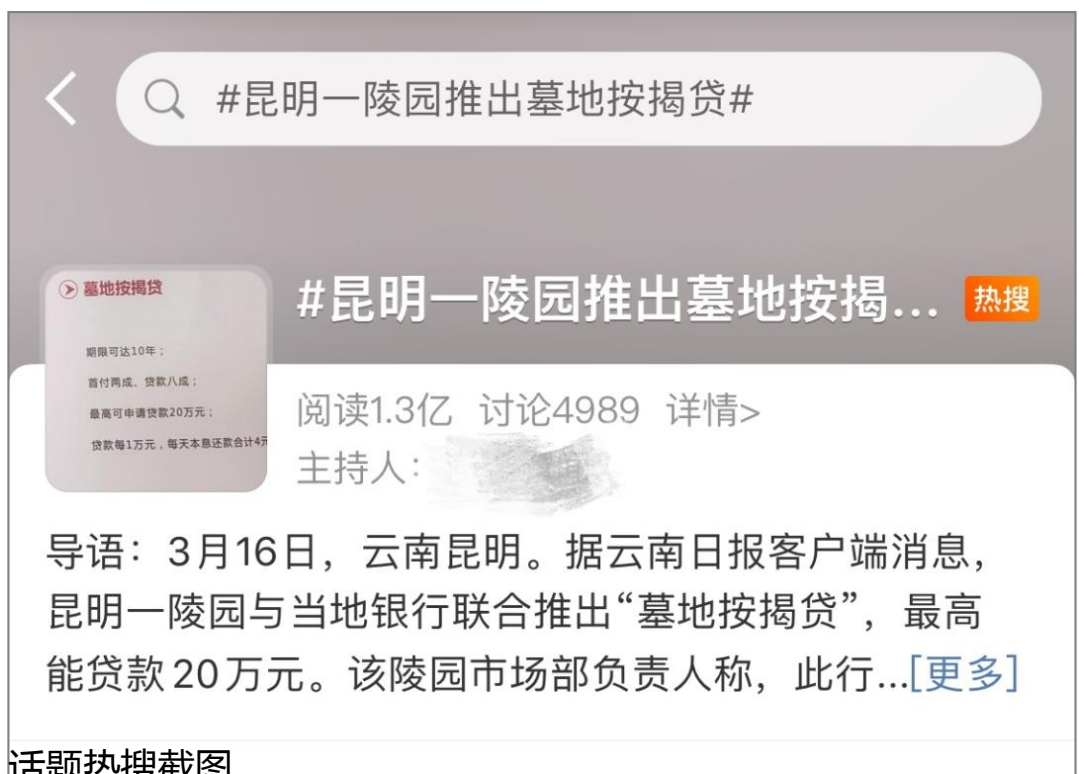 #昆明一陵园推出墓地按揭贷#
墓地按揭贷
期限可达10年；
首付两成、贷款八成；
最高可申请贷款20万元；
贷款每1万元，每天本息还款合计4元
#昆明一陵园推出墓地按揭... 热搜
阅读1.3亿 讨论4989 详情>
主持人：
导语：3月16日，云南昆明。据云南日报客户端消息，
昆明一陵园与当地银行联合推出“墓地按揭贷”，最高
能贷款20万元。该陵园市场部负责人称，此行...[更多]
话题热搜截图